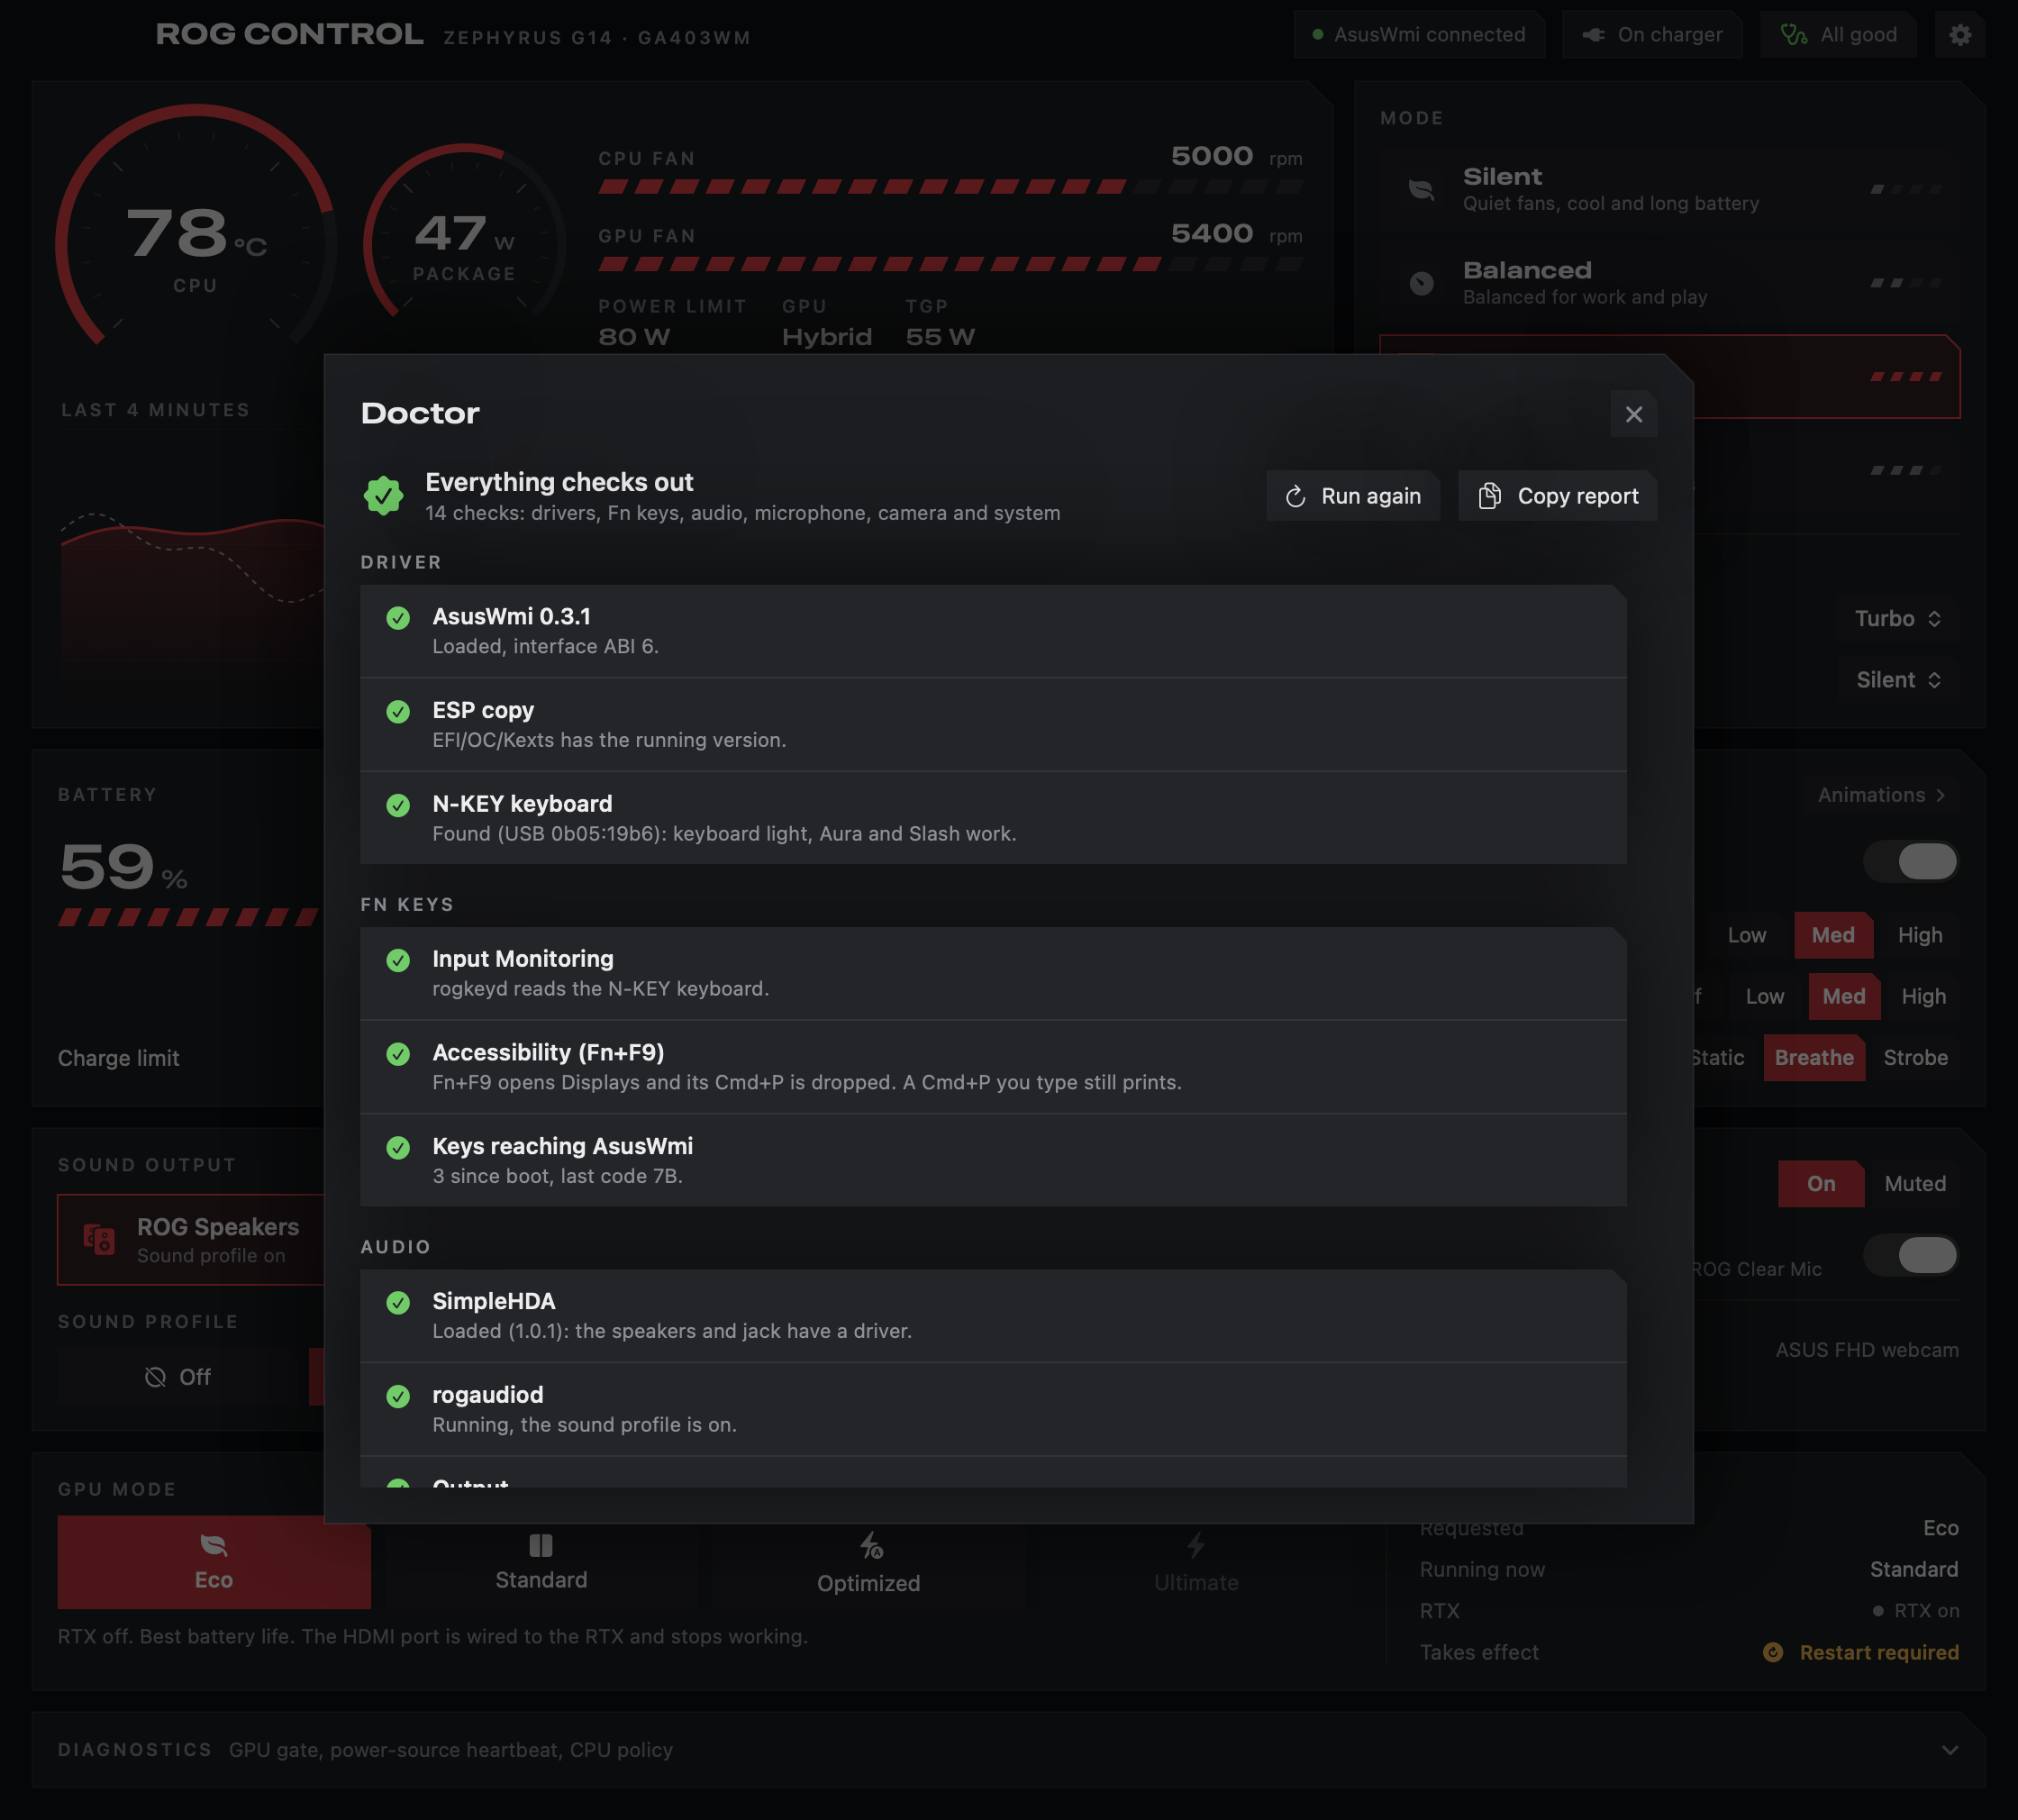 ROG CONTROL ZEPHYRUS G14 · GA403WM
AsusWmi connected
On charger
All good
78 °C
CPU
47 W
PACKAGE
CPU FAN 5000 rpm
GPU FAN 5400 rpm
POWER LIMIT GPU TGP
80 W Hybrid 55 W
LAST 4 MINUTES
MODE
Silent
Quiet fans, cool and long battery
Balanced
Balanced for work and play
Turbo
Silent
Doctor
Everything checks out
14 checks: drivers, Fn keys, audio, microphone, camera and system
Run again
Copy report
DRIVER
AsusWmi 0.3.1
Loaded, interface ABI 6.
ESP copy
EFI/OC/Kexts has the running version.
N-KEY keyboard
Found (USB 0b05:19b6): keyboard light, Aura and Slash work.
FN KEYS
Input Monitoring
rogkeyd reads the N-KEY keyboard.
Accessibility (Fn+F9)
Fn+F9 opens Displays and its Cmd+P is dropped. A Cmd+P you type still prints.
Keys reaching AsusWmi
3 since boot, last code 7B.
AUDIO
SimpleHDA
Loaded (1.0.1): the speakers and jack have a driver.
rogaudiod
Running, the sound profile is on.
Output
BATTERY
59 %
Charge limit
Animations
Low Med High
Low Med High
Static Breathe Strobe
SOUND OUTPUT
ROG Speakers
Sound profile on
SOUND PROFILE
Off
On Muted
ROG Clear Mic
ASUS FHD webcam
GPU MODE
Eco
Standard
Optimized
Ultimate
RTX off. Best battery life. The HDMI port is wired to the RTX and stops working.
Requested Eco
Running now Standard
RTX RTX on
Takes effect Restart required
DIAGNOSTICS GPU gate, power-source heartbeat, CPU policy